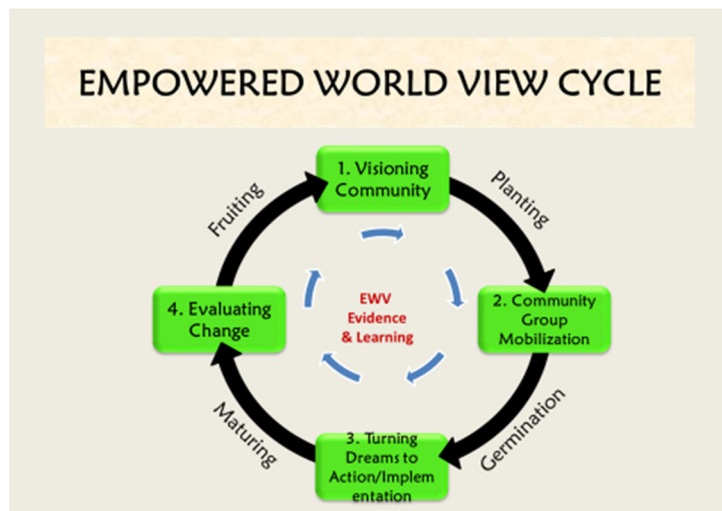 EMPOWERED WORLD VIEW CYCLE
1. Visioning
Community
Planting
2. Community
Group
Mobilization
Germination
3. Turning
Dreams to
Action/Implem
entation
Maturing
4. Evaluating
Change
Fruiting
EWV
Evidence
& Learning